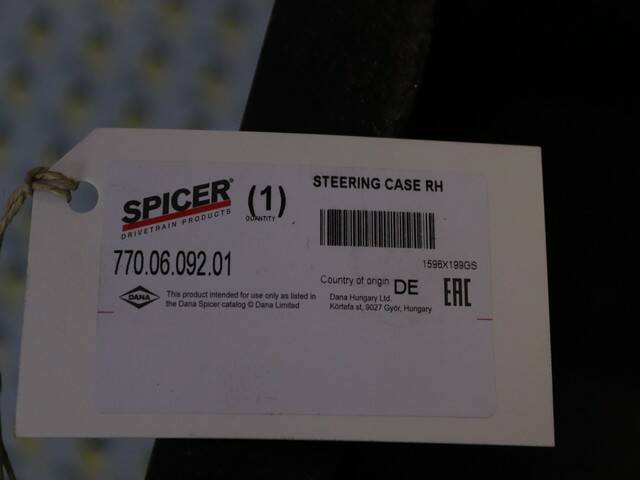 SPICER®
DRIVETRAIN PRODUCTS
(1)
QUANTITY
STEERING CASE RH
770.06.092.01
1596X199GS
Country of origin DE
DANA
This product intended for use only as listed in
the Dana Spicer catalog © Dana Limited
Dana Hungary Ltd.
Körtefa st, 9027 Győr, Hungary
EAC